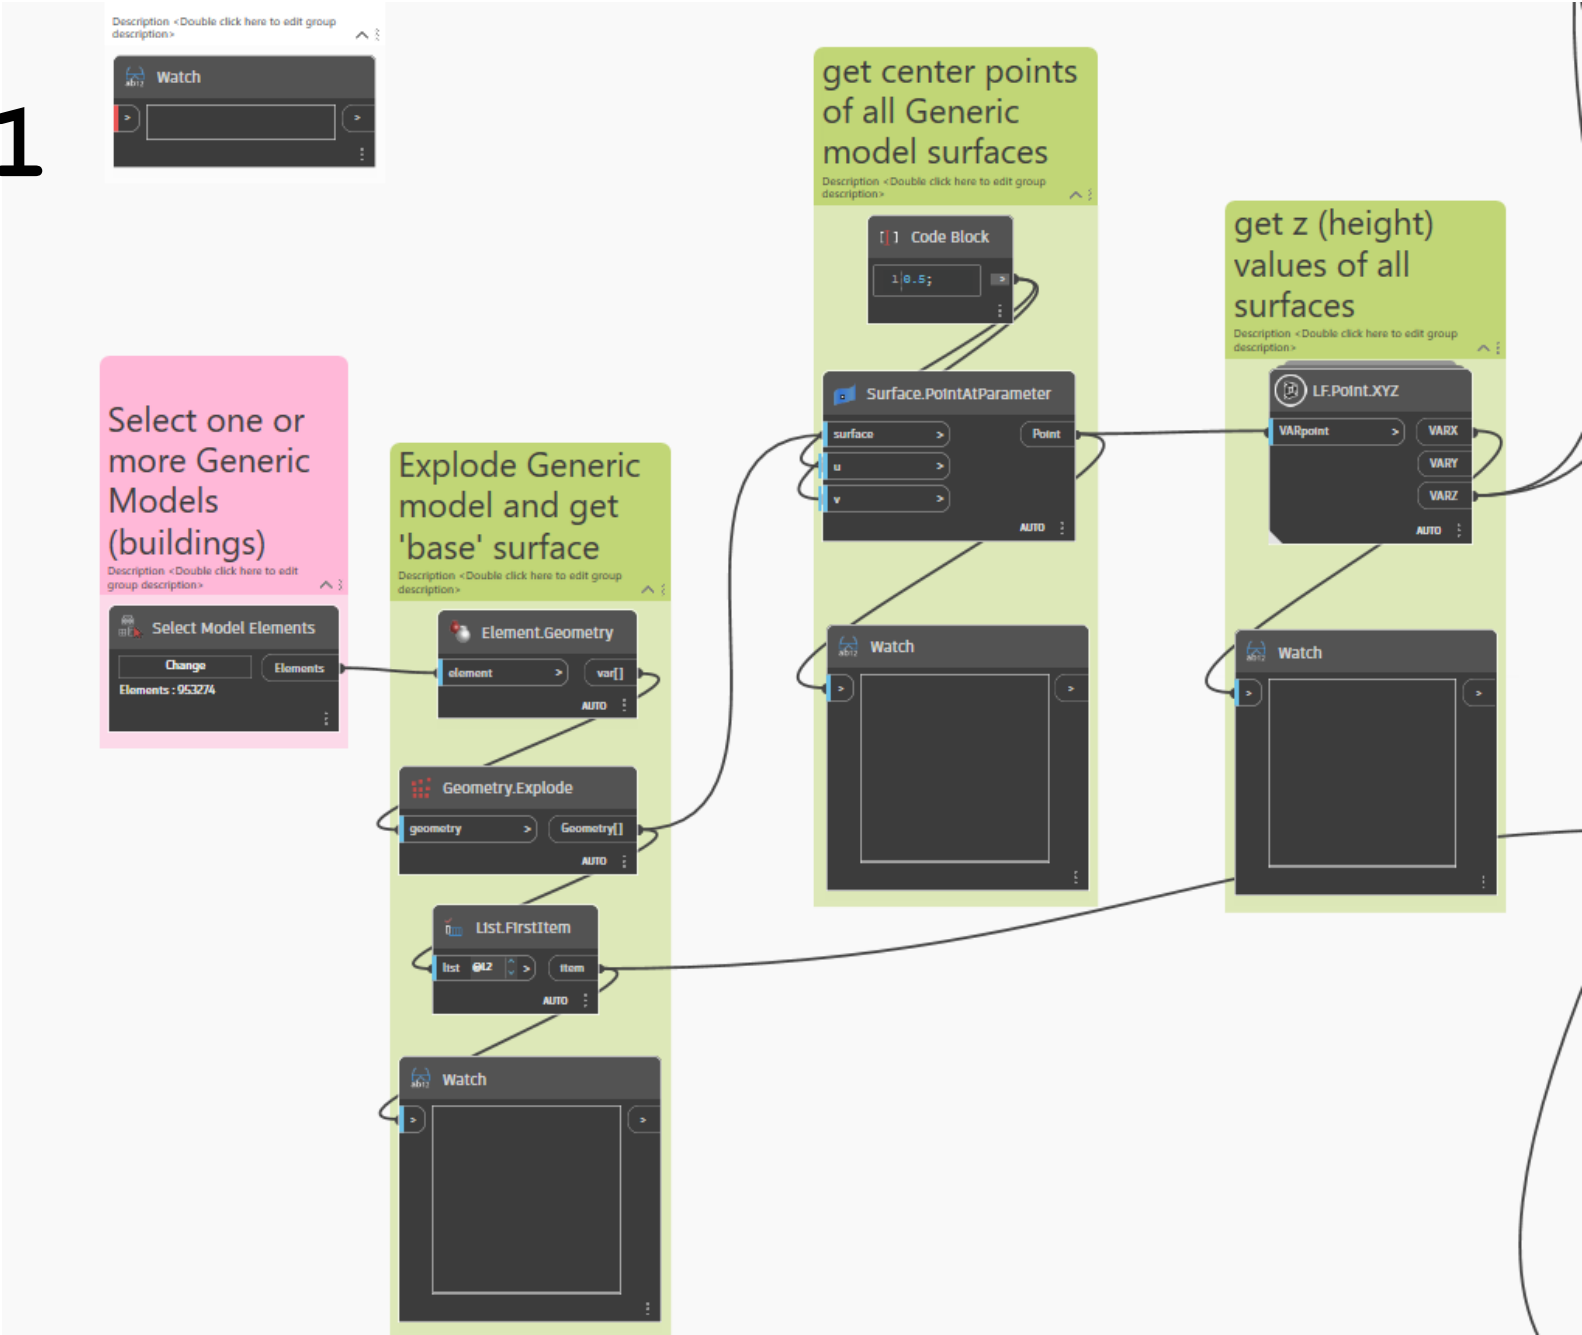 Description <Double click here to edit group
description>
Watch
>
>
1
get center points
of all Generic
model surfaces
Description <Double click here to edit group
description>
Code Block
1 0.5;
>
Surface.PointAtParameter
surface >
Point
u >
v >
AUTO
Watch
>
>
get z (height)
values of all
surfaces
Description <Double click here to edit group
description>
LF.Point.XYZ
VARpoint >
VARX
VARY
VARZ
AUTO
Watch
>
>
Select one or
more Generic
Models
(buildings)
Description <Double click here to edit
group description>
Select Model Elements
Change
Elements
Elements : 953274
Explode Generic
model and get
'base' surface
Description <Double click here to edit group
description>
Element.Geometry
element >
var[]
AUTO
Geometry.Explode
geometry >
Geometry[]
AUTO
List.FirstItem
list @L2 >
item
AUTO
Watch
>
>